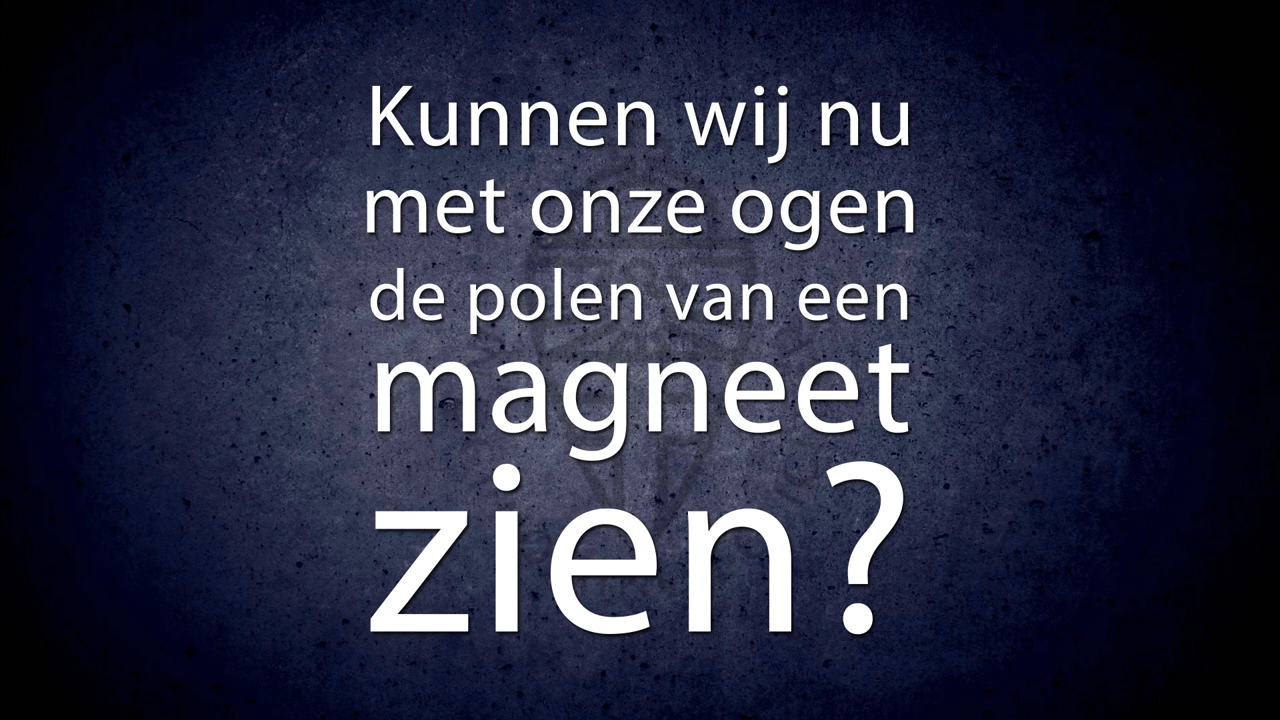 Kunnen wij nu
met onze ogen
de polen van een
magneet
zien?